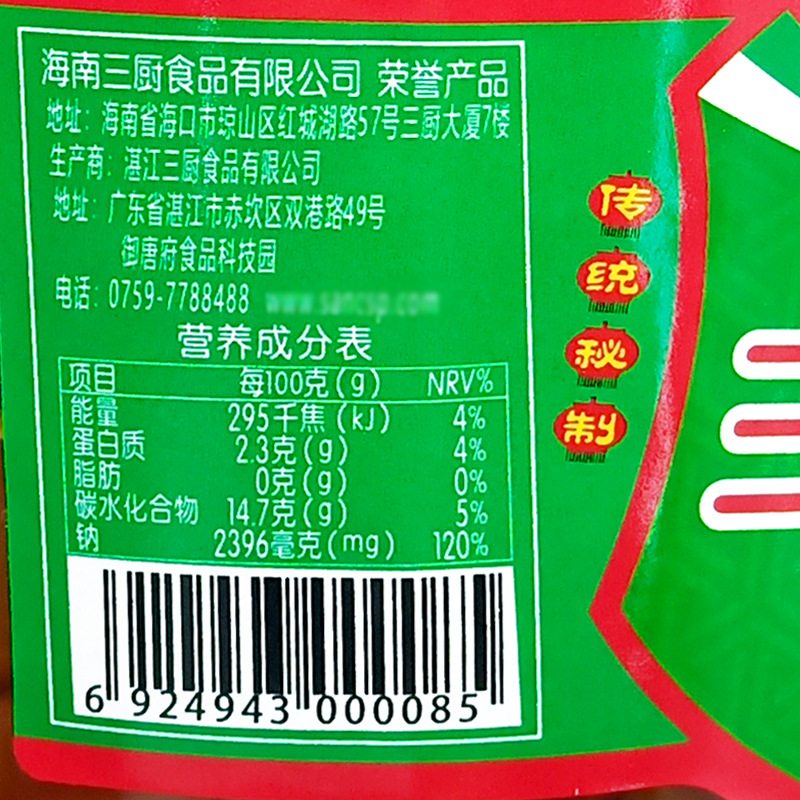 海南三厨食品有限公司 荣誉产品
地址：海南省海口市琼山区红城湖路57号三厨大厦7楼
生产商：湛江三厨食品有限公司
地址：广东省湛江市赤坎区双港路49号
御唐府食品科技园
电话：0759-7788488 www.sancsp.com
营养成分表
项目 每100克(g) NRV%
能量 295千焦(kJ) 4%
蛋白质 2.3克(g) 4%
脂肪 0克(g) 0%
碳水化合物 14.7克(g) 5%
钠 2396毫克(mg) 120%
6 924943 000085
传
统
秘
制